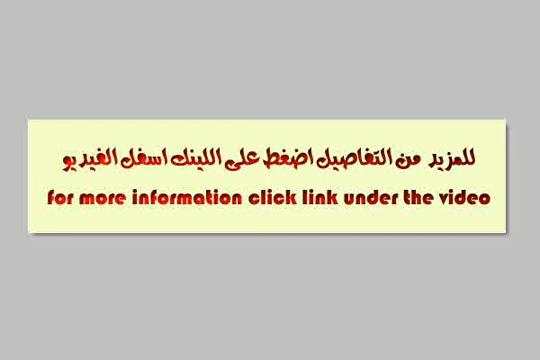 للمزيد من التفاصيل اضغط على اللينك اسفل الفيديو
for more information click link under the video